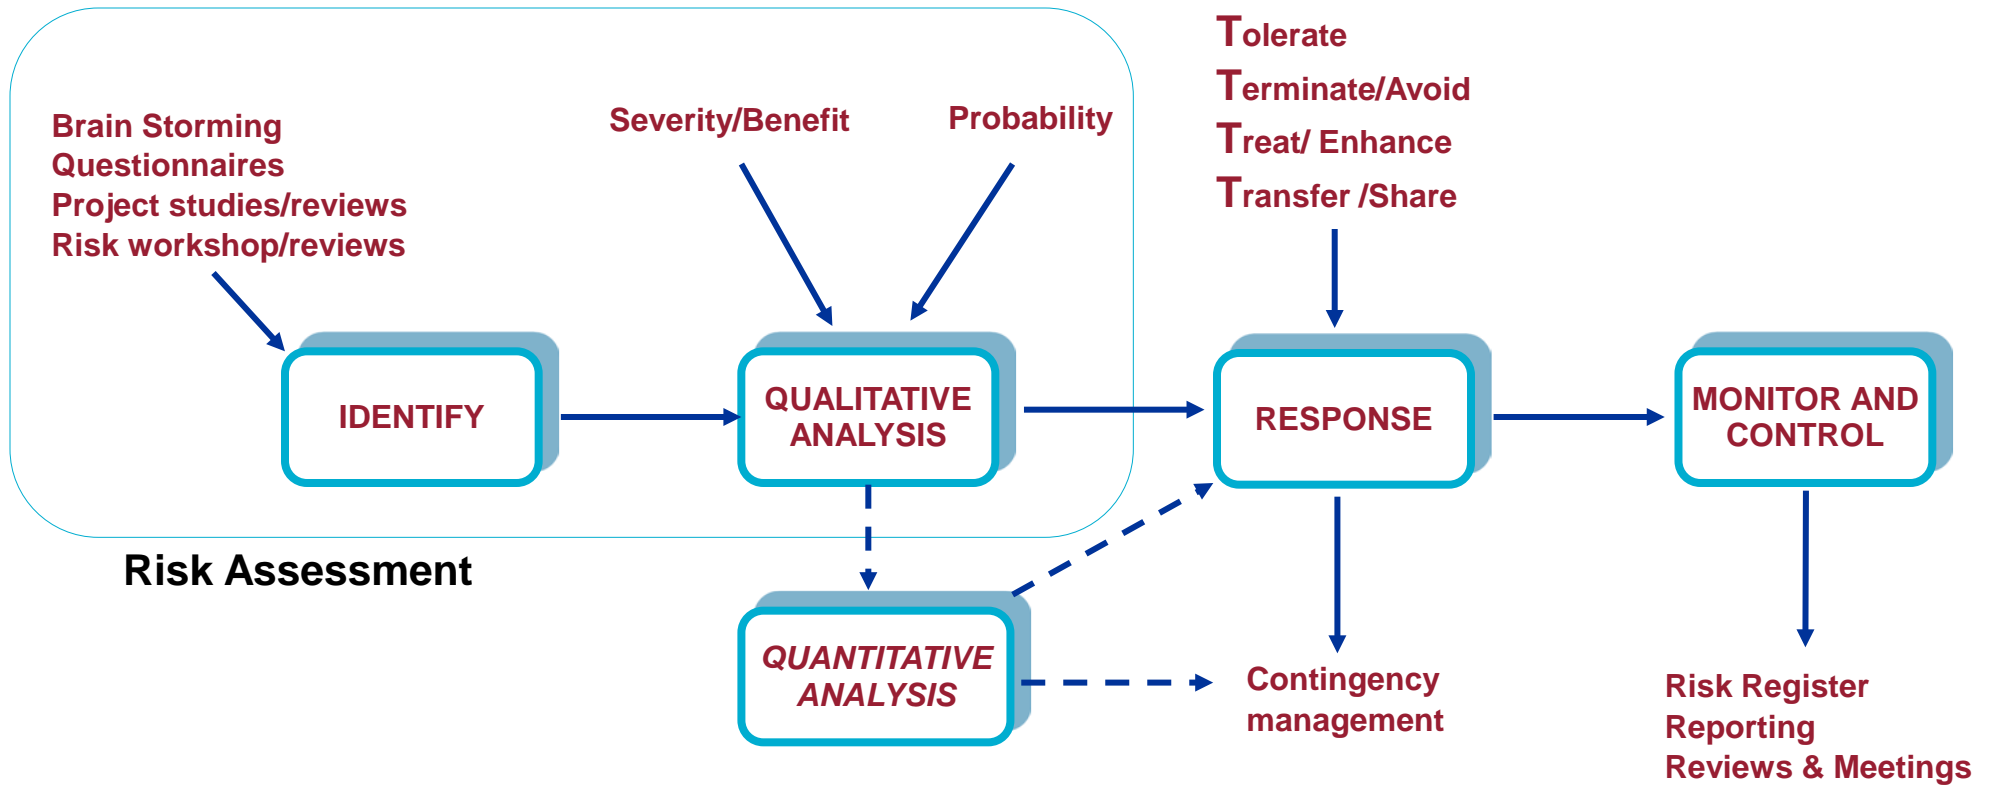 Brain Storming
Questionnaires
Project studies/reviews
Risk workshop/reviews
Severity/Benefit
Probability
Tolerate
Terminate/Avoid
Treat/ Enhance
Transfer /Share
IDENTIFY
QUALITATIVE
ANALYSIS
RESPONSE
MONITOR AND
CONTROL
Risk Assessment
QUANTITATIVE
ANALYSIS
Contingency
management
Risk Register
Reporting
Reviews & Meetings